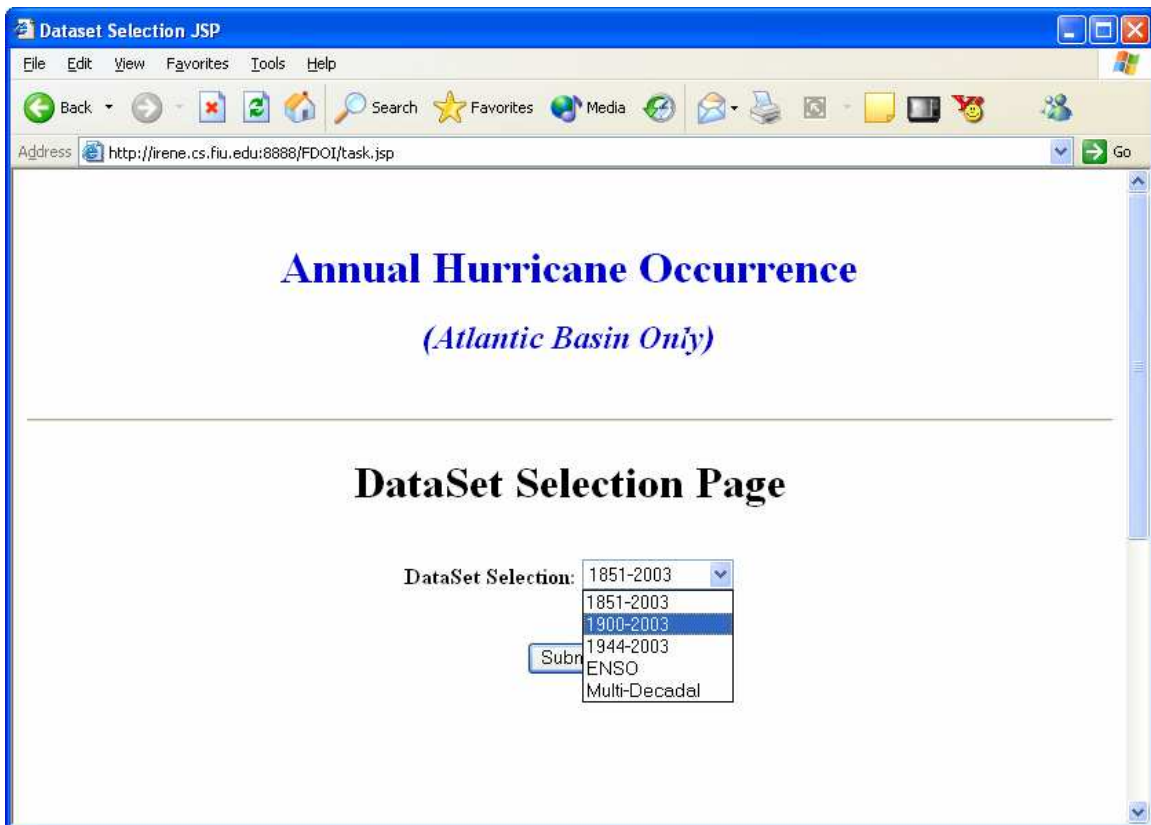 Dataset Selection JSP
File Edit View Favorites Tools Help
Back Search Favorites Media
Address http://irene.cs.fiu.edu:8888/FDOI/task.jsp Go
Annual Hurricane Occurrence
(Atlantic Basin Only)
DataSet Selection Page
DataSet Selection: 1851-2003
1851-2003
1900-2003
1944-2003
ENSO
Multi-Decadal